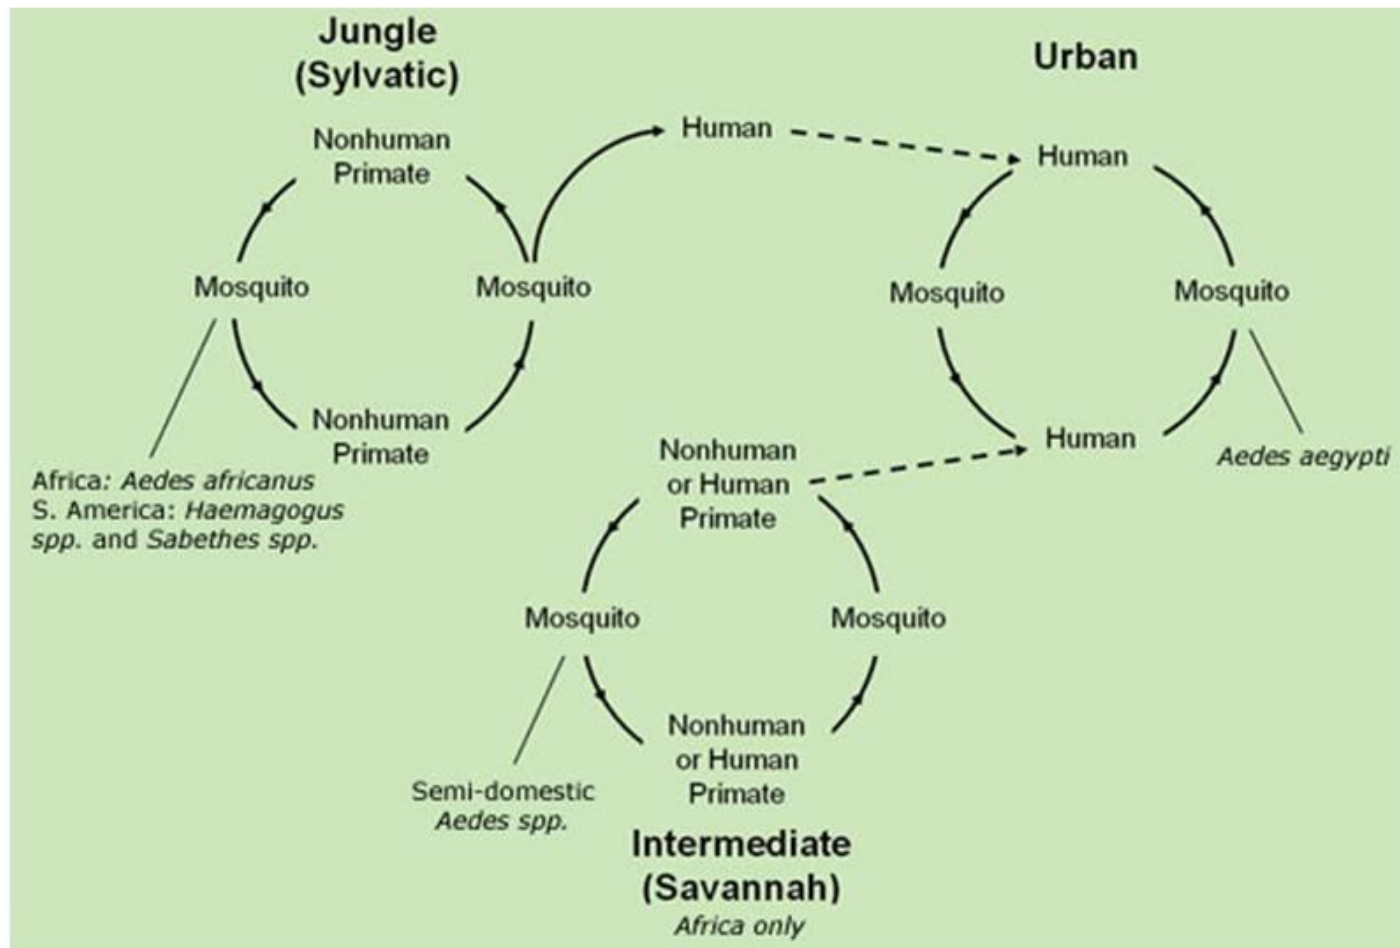 Jungle
(Sylvatic)
Nonhuman
Primate
Mosquito
Mosquito
Nonhuman
Primate
Africa: Aedes africanus
S. America: Haemagogus
spp. and Sabethes spp.
Human
Urban
Human
Mosquito
Mosquito
Human
Aedes aegypti
Nonhuman
or Human
Primate
Mosquito
Mosquito
Nonhuman
or Human
Primate
Semi-domestic
Aedes spp.
Intermediate
(Savannah)
Africa only